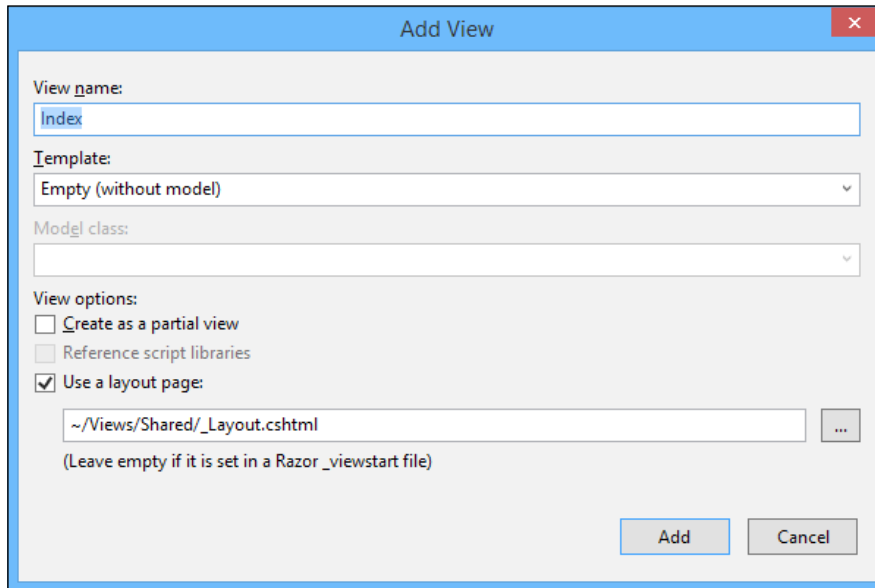 Add View
View name:
Index
Template:
Empty (without model)
Model class:
View options:
Create as a partial view
Reference script libraries
Use a layout page:
~/Views/Shared/_Layout.cshtml
...
(Leave empty if it is set in a Razor _viewstart file)
Add Cancel